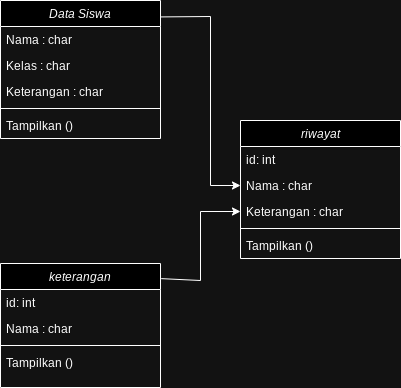 Data Siswa
Nama : char
Kelas : char
Keterangan : char
Tampilkan ()
riwayat
id: int
Nama : char
Keterangan : char
Tampilkan ()
keterangan
id: int
Nama : char
Tampilkan ()